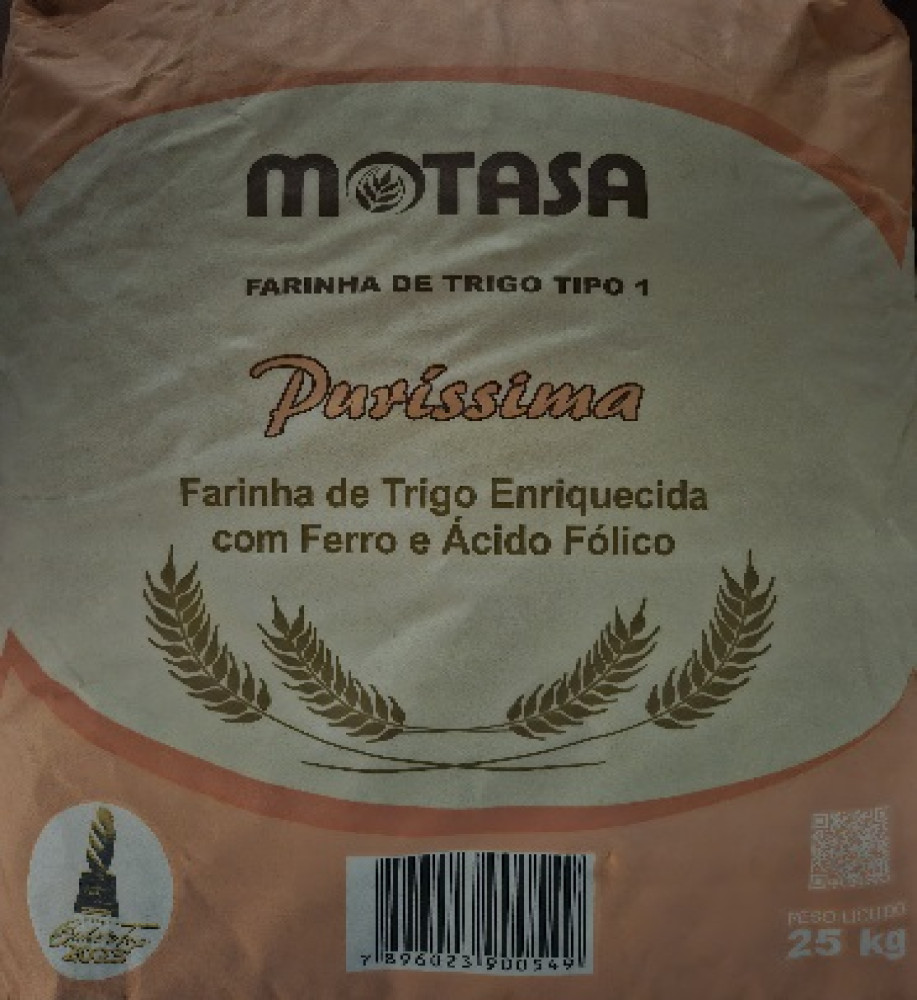 MOTASA
FARINHA DE TRIGO TIPO 1
Puríssima
Farinha de Trigo Enriquecida
com Ferro e Ácido Fólico
PESO LÍQUIDO
25 kg
7 896023 900549